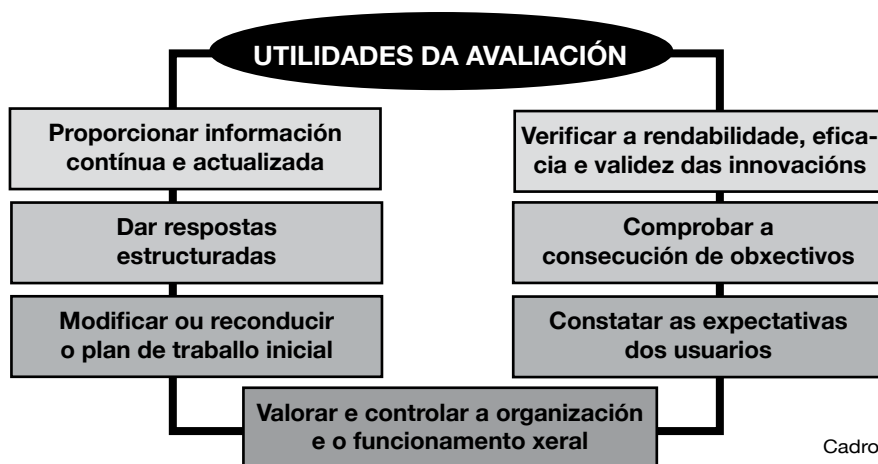 UTILIDADES DA AVALIACIÓN
Proporcionar información
contínua e actualizada
Dar respostas
estructuradas
Modificar ou reconducir
o plan de traballo inicial
Verificar a rendabilidade, efica-
cia e validez das innovacións
Comprobar a
consecución de obxectivos
Constatar as expectativas
dos usuarios
Valorar e controlar a organización
e o funcionamento xeral
Cadro